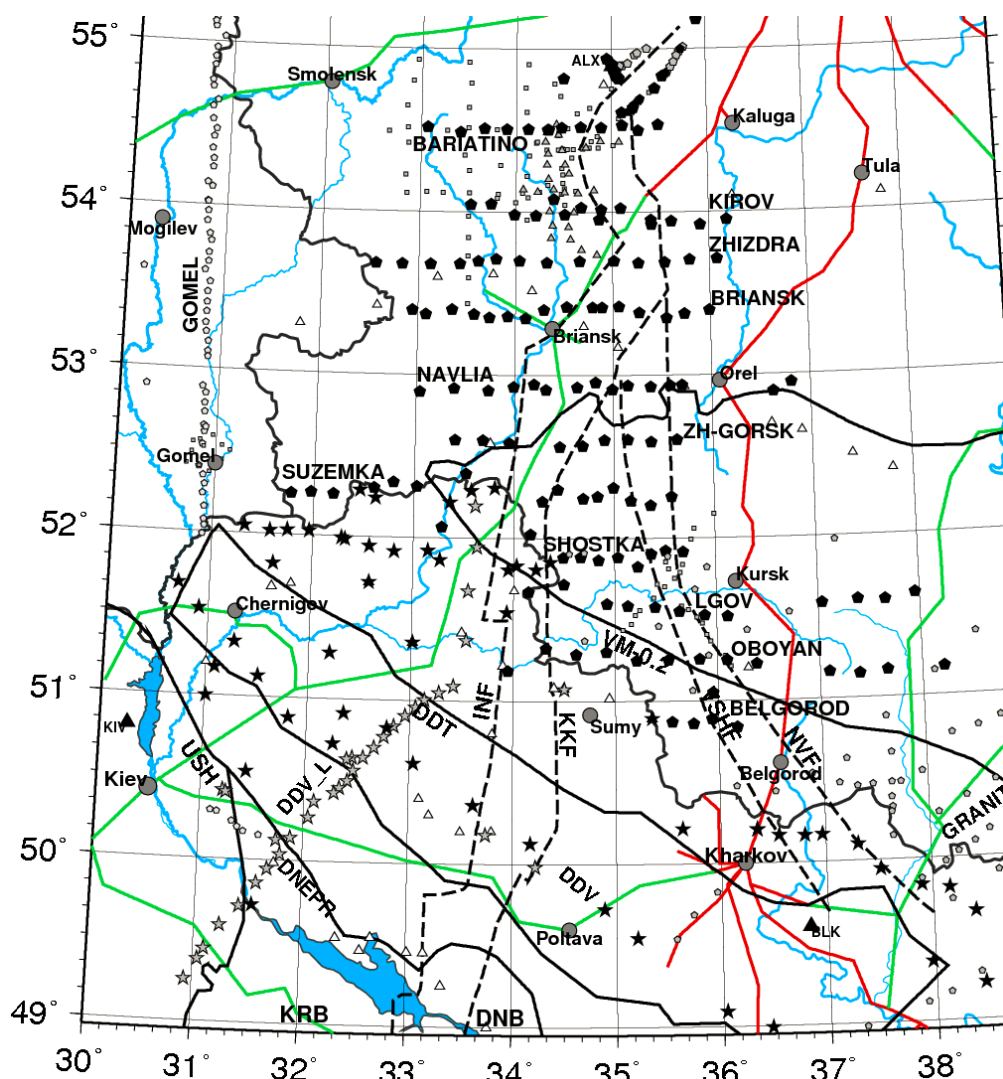 55°
ALX
Smolensk
Kaluga
BARIATINO
Tula
54°
KIROV
Mogilev
ZHIZDRA
GOMEL
BRIANSK
Briansk
53°
NAVLIA
Orel
ZH-GORSK
Gomel
SUZEMKA
52°
SHOSTKA
Kursk
Chernigov
LGOV
VM-0.2
OBOYAN
51°
INF
DDT
KKF
BELGOROD
KIV
Sumy
USH
NVF
DDV_L
Kiev
Belgorod
GRANIT
50°
Kharkov
DNEPR
DDV
Poltava
BLK
49°
KRB
DNB
30°
31°
32°
33°
34°
35°
36°
37°
38°